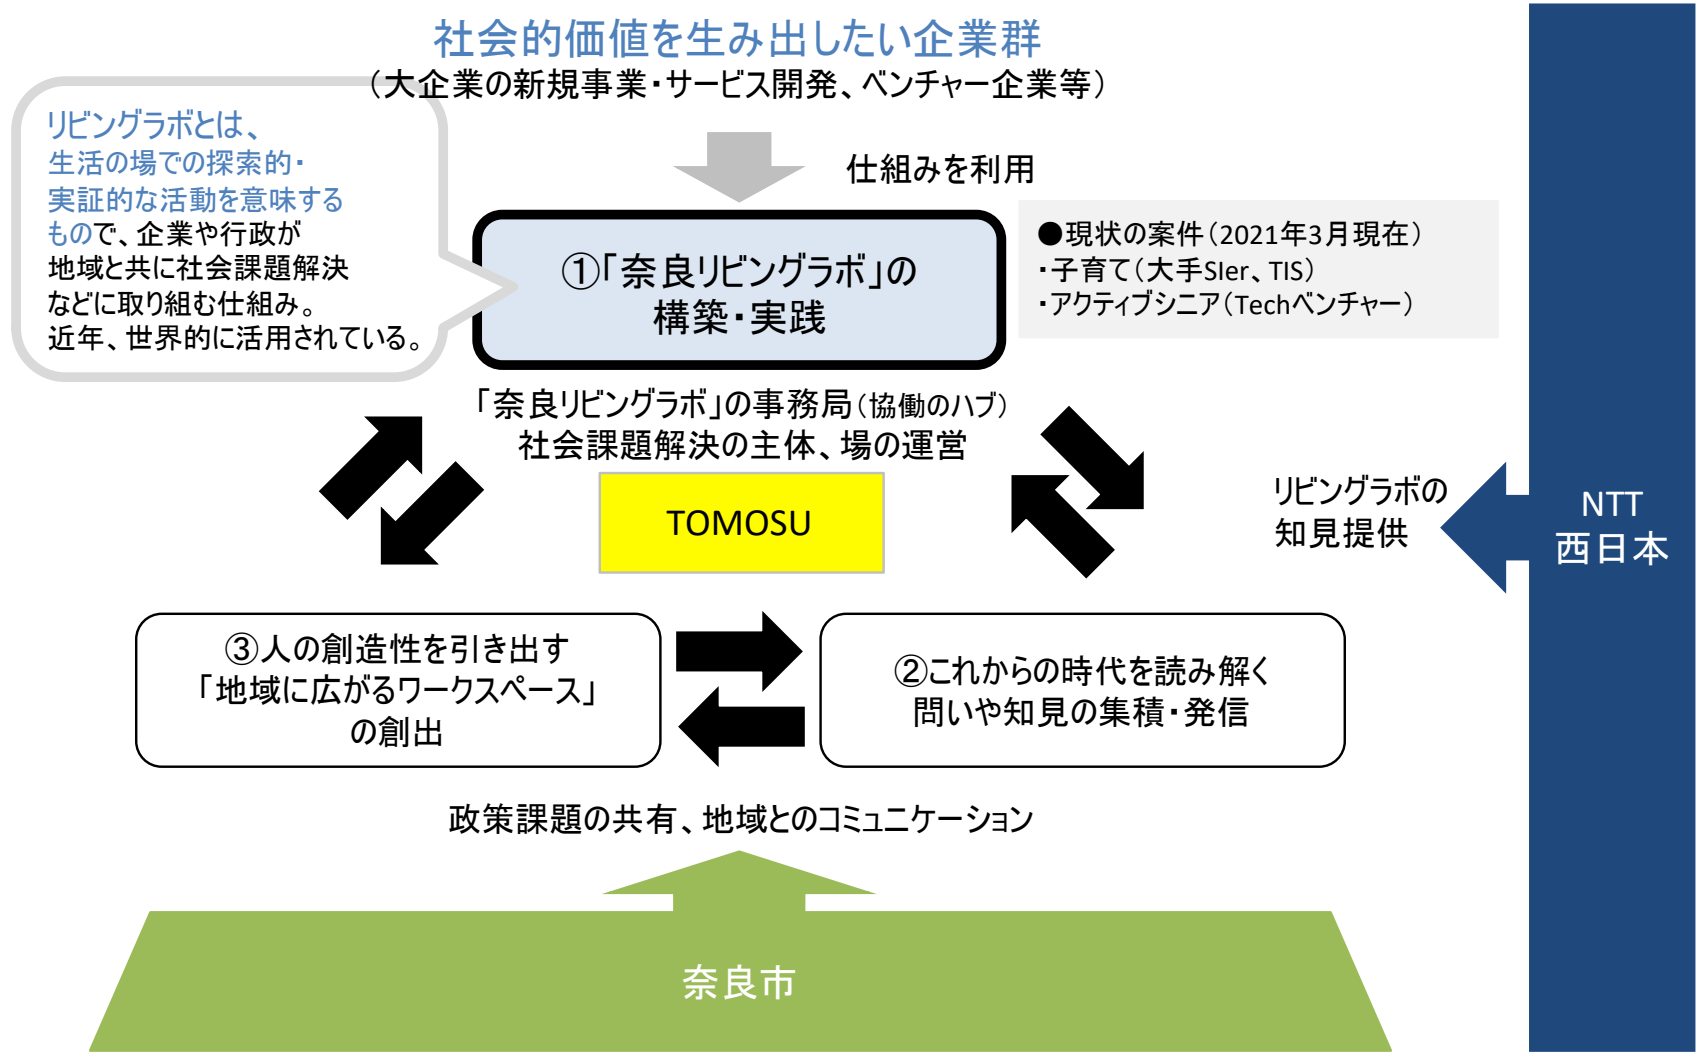 社会的価値を生み出したい企業群
（大企業の新規事業・サービス開発、ベンチャー企業等）
リビングラボとは、
生活の場での探索的・
実証的な活動を意味する
もので、企業や行政が
地域と共に社会課題解決
などに取り組む仕組み。
近年、世界的に活用されている。
仕組みを利用
①「奈良リビングラボ」の
構築・実践
●現状の案件（2021年3月現在）
・子育て（大手SIer、TIS）
・アクティブシニア（Techベンチャー）
「奈良リビングラボ」の事務局（協働のハブ）
社会課題解決の主体、場の運営
TOMOSU
リビングラボの
知見提供
NTT
西日本
③人の創造性を引き出す
「地域に広がるワークスペース」
の創出
②これからの時代を読み解く
問いや知見の集積・発信
政策課題の共有、地域とのコミュニケーション
奈良市